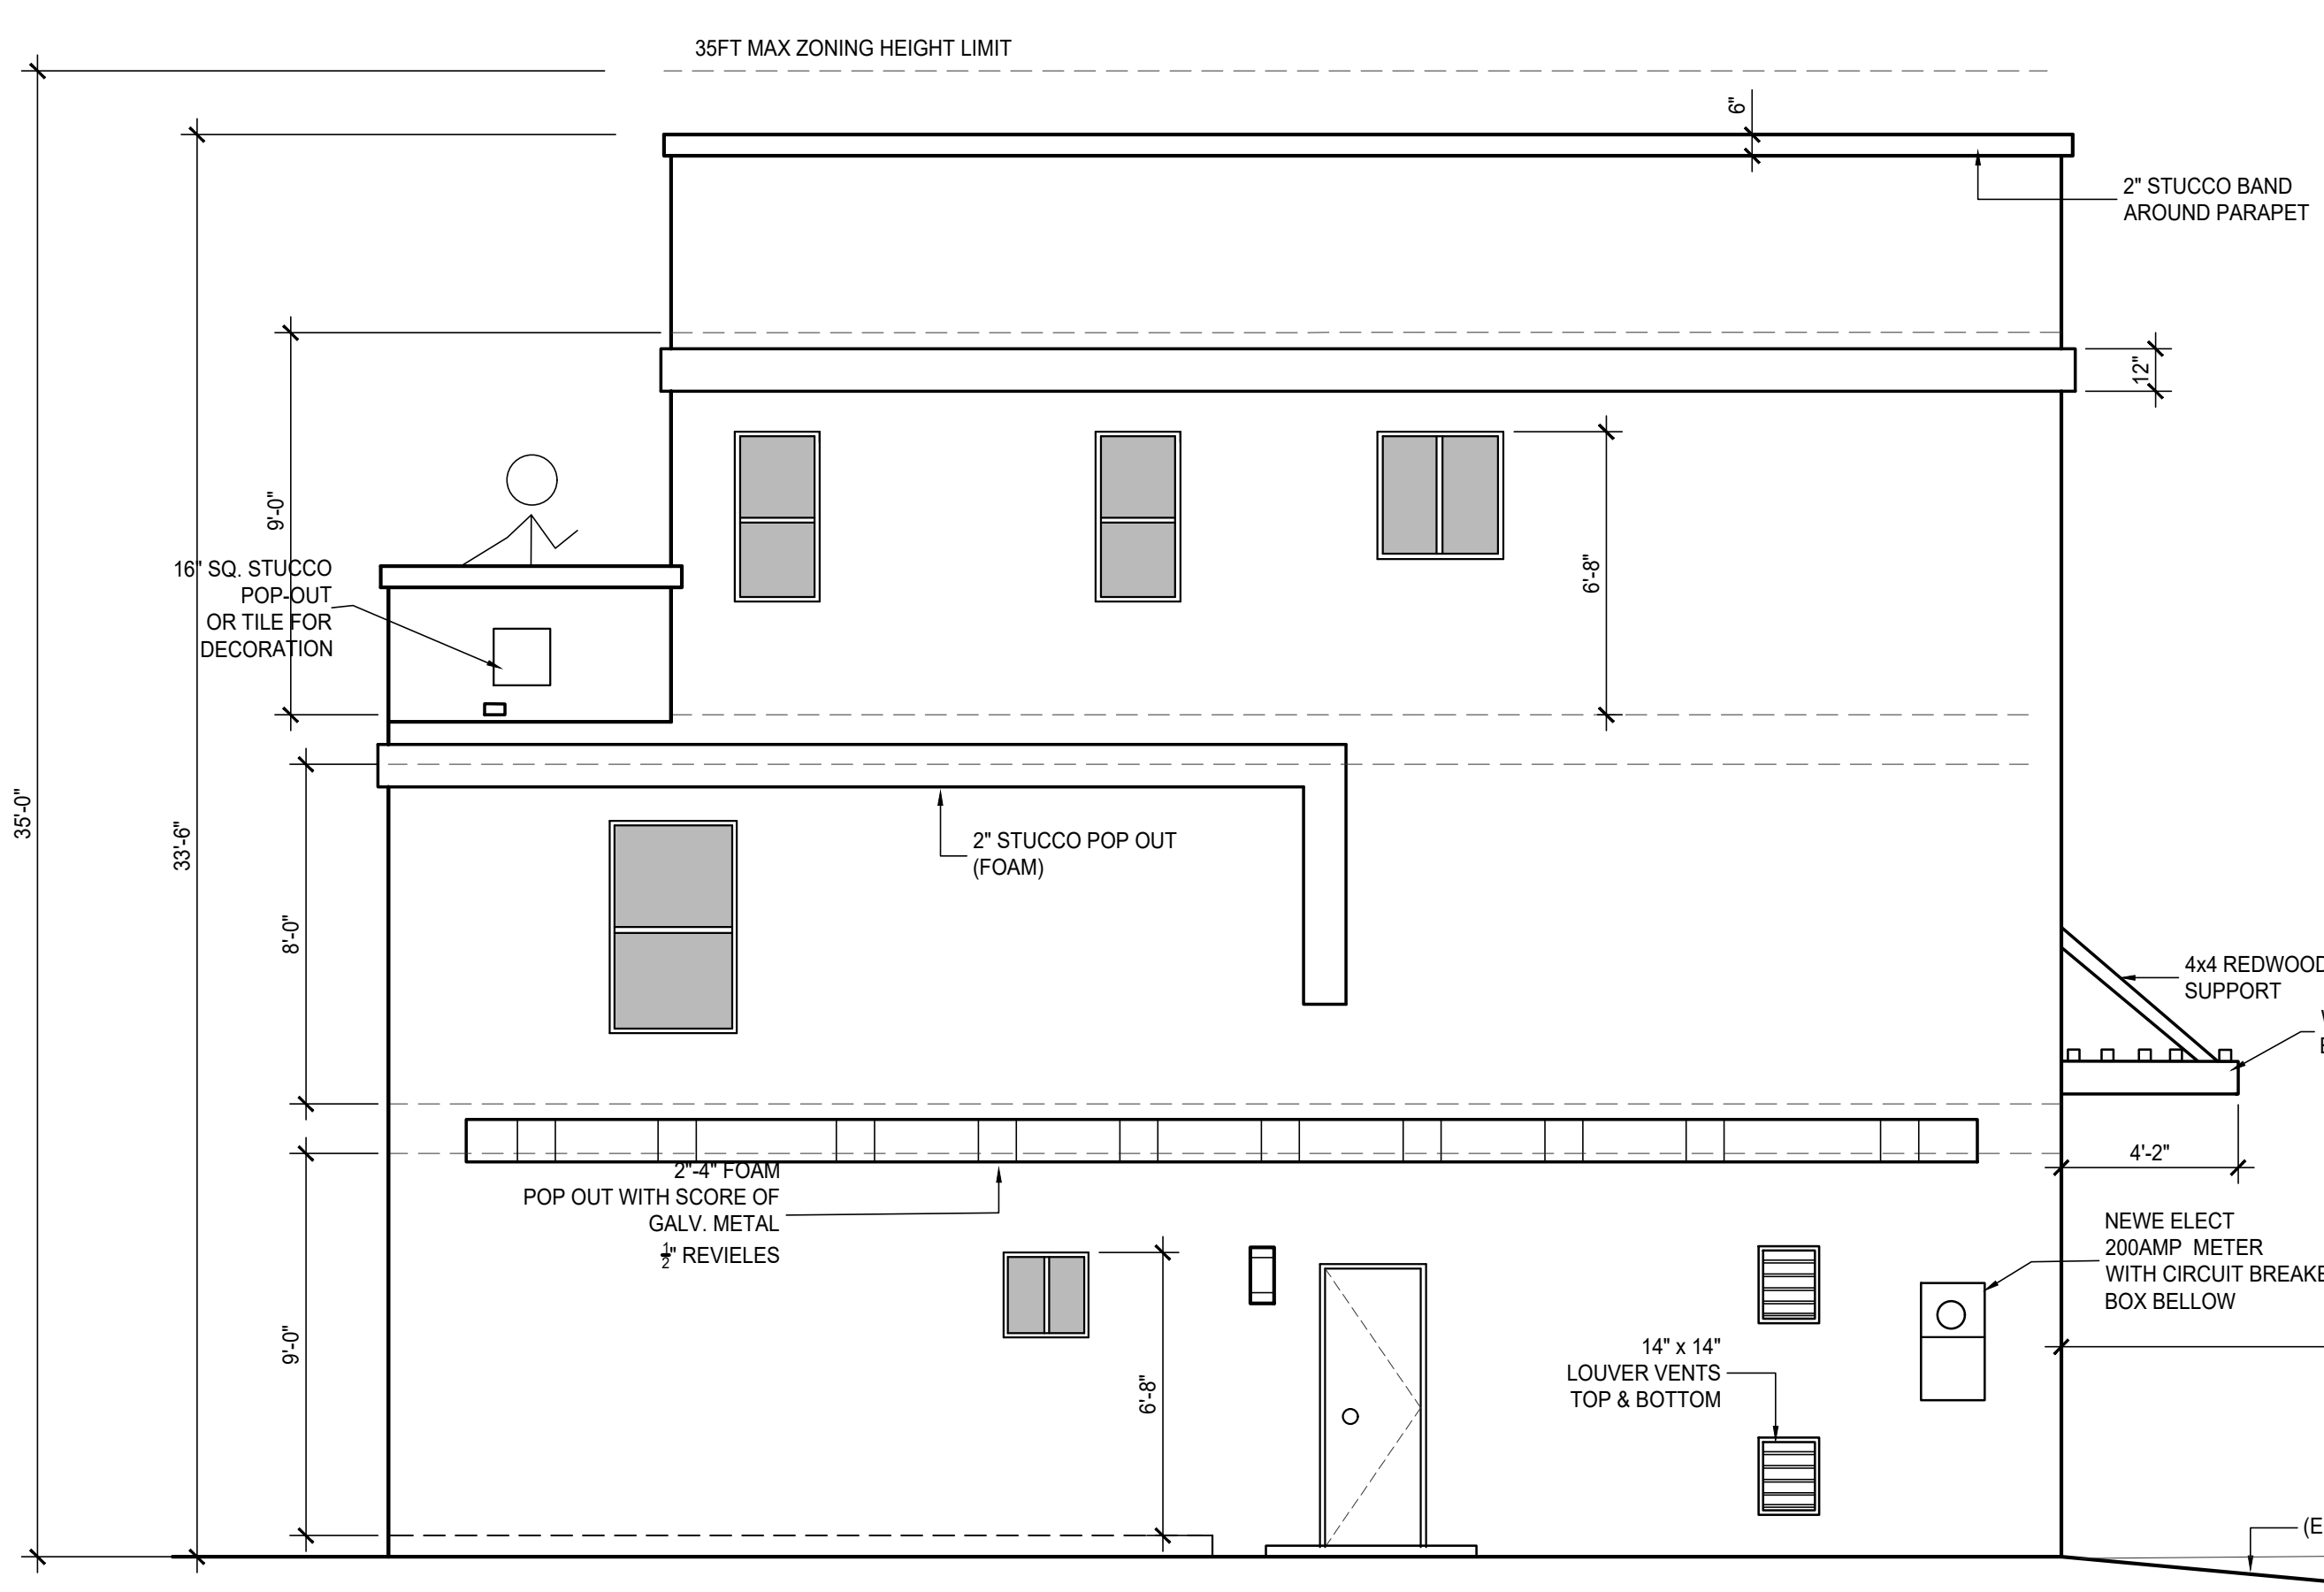 35FT MAX ZONING HEIGHT LIMIT
6"
2" STUCCO BAND
AROUND PARAPET
12"
9'-0"
16" SQ. STUCCO
POP-OUT
OR TILE FOR
DECORATION
6'-8"
35'-0"
33'-6"
8'-0"
2" STUCCO POP OUT
(FOAM)
4x4 REDWOOD
SUPPORT
4'-2"
2"-4" FOAM
POP OUT WITH SCORE OF
GALV. METAL
1/2" REVIELES
NEWE ELECT
200AMP METER
WITH CIRCUIT BREAKE
BOX BELLOW
9'-0"
6'-8"
14" x 14"
LOUVER VENTS
TOP & BOTTOM
(E